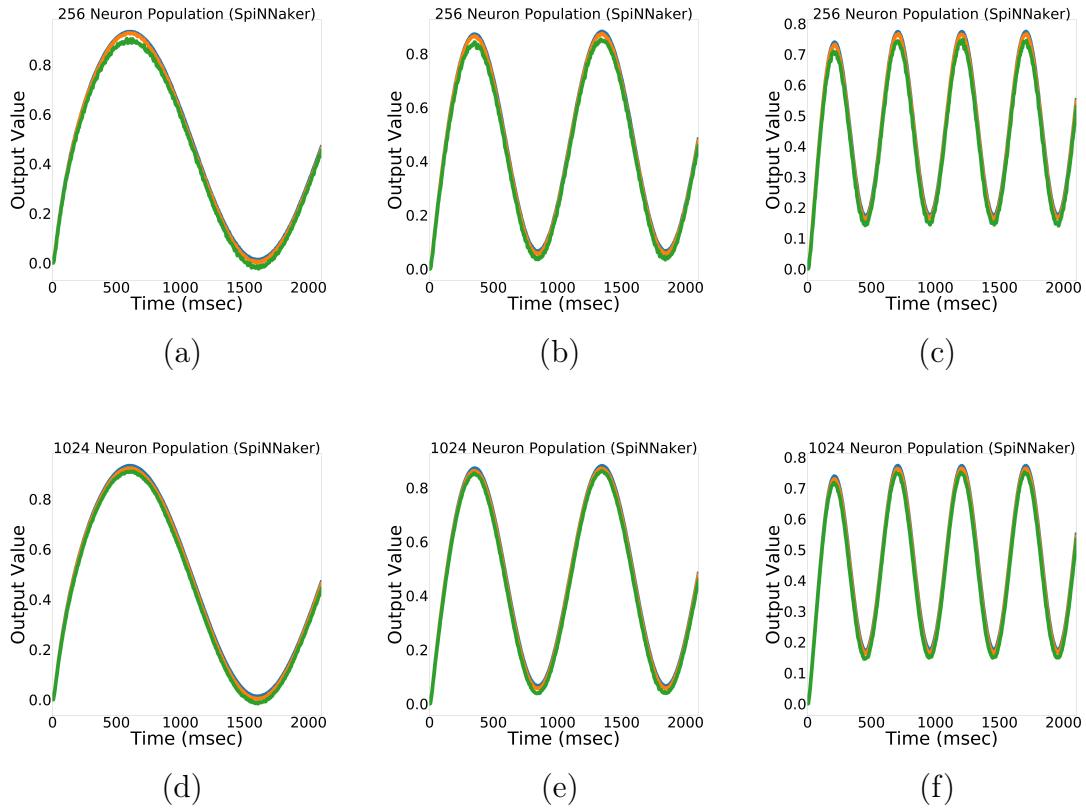 256 Neuron Population (SpiNNaker)
Output Value
0.8
0.6
0.4
0.2
0.0
0 500 1000 1500 2000
Time (msec)
(a)
256 Neuron Population (SpiNNaker)
Output Value
0.8
0.6
0.4
0.2
0.0
0 500 1000 1500 2000
Time (msec)
(b)
256 Neuron Population (SpiNNaker)
Output Value
0.8
0.7
0.6
0.5
0.4
0.3
0.2
0.1
0.0
0 500 1000 1500 2000
Time (msec)
(c)
1024 Neuron Population (SpiNNaker)
Output Value
0.8
0.6
0.4
0.2
0.0
0 500 1000 1500 2000
Time (msec)
(d)
1024 Neuron Population (SpiNNaker)
Output Value
0.8
0.6
0.4
0.2
0.0
0 500 1000 1500 2000
Time (msec)
(e)
1024 Neuron Population (SpiNNaker)
Output Value
0.8
0.7
0.6
0.5
0.4
0.3
0.2
0.1
0.0
0 500 1000 1500 2000
Time (msec)
(f)